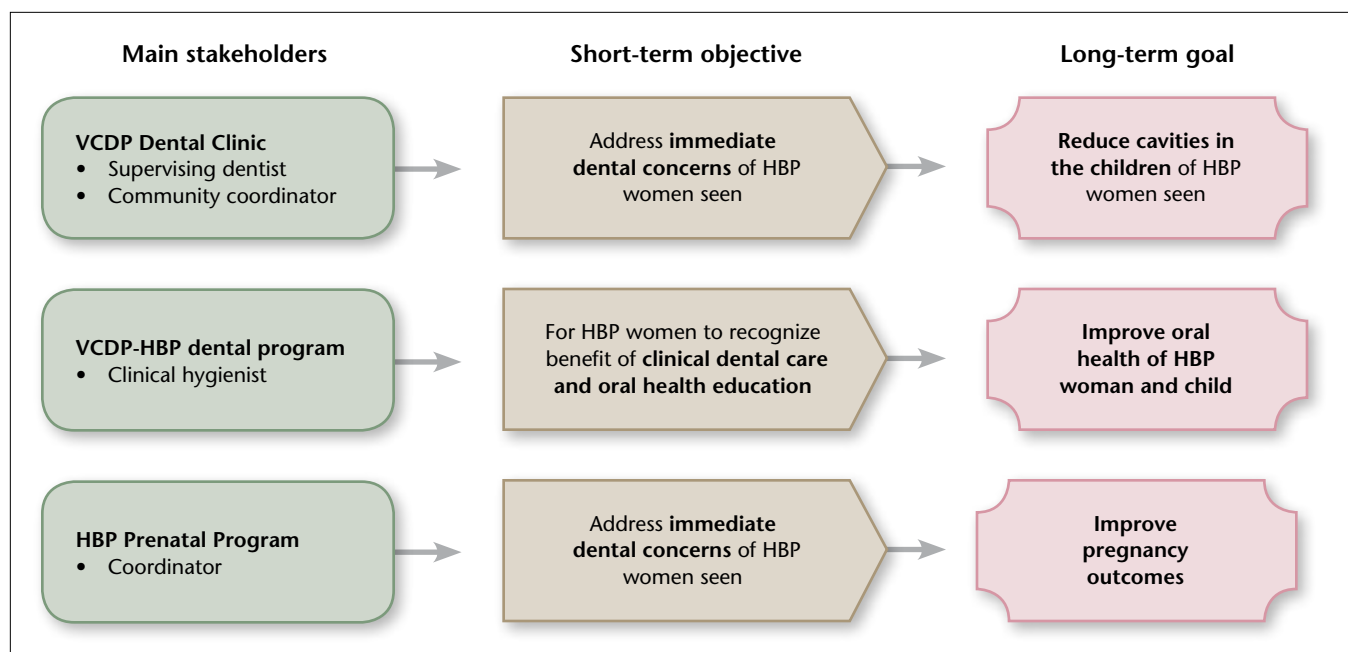 Main stakeholders
Short-term objective
Long-term goal
VCDP Dental Clinic
• Supervising dentist
• Community coordinator
Address immediate
dental concerns of HBP
women seen
Reduce cavities in
the children of HBP
women seen
VCDP-HBP dental program
• Clinical hygienist
For HBP women to recognize
benefit of clinical dental care
and oral health education
Improve oral
health of HBP
woman and child
HBP Prenatal Program
• Coordinator
Address immediate
dental concerns of HBP
women seen
Improve
pregnancy
outcomes